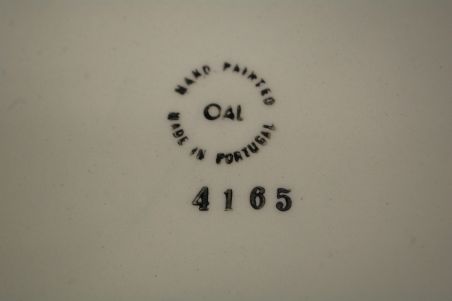 HAND PAINTED
OAL
MADE IN PORTUGAL
4165